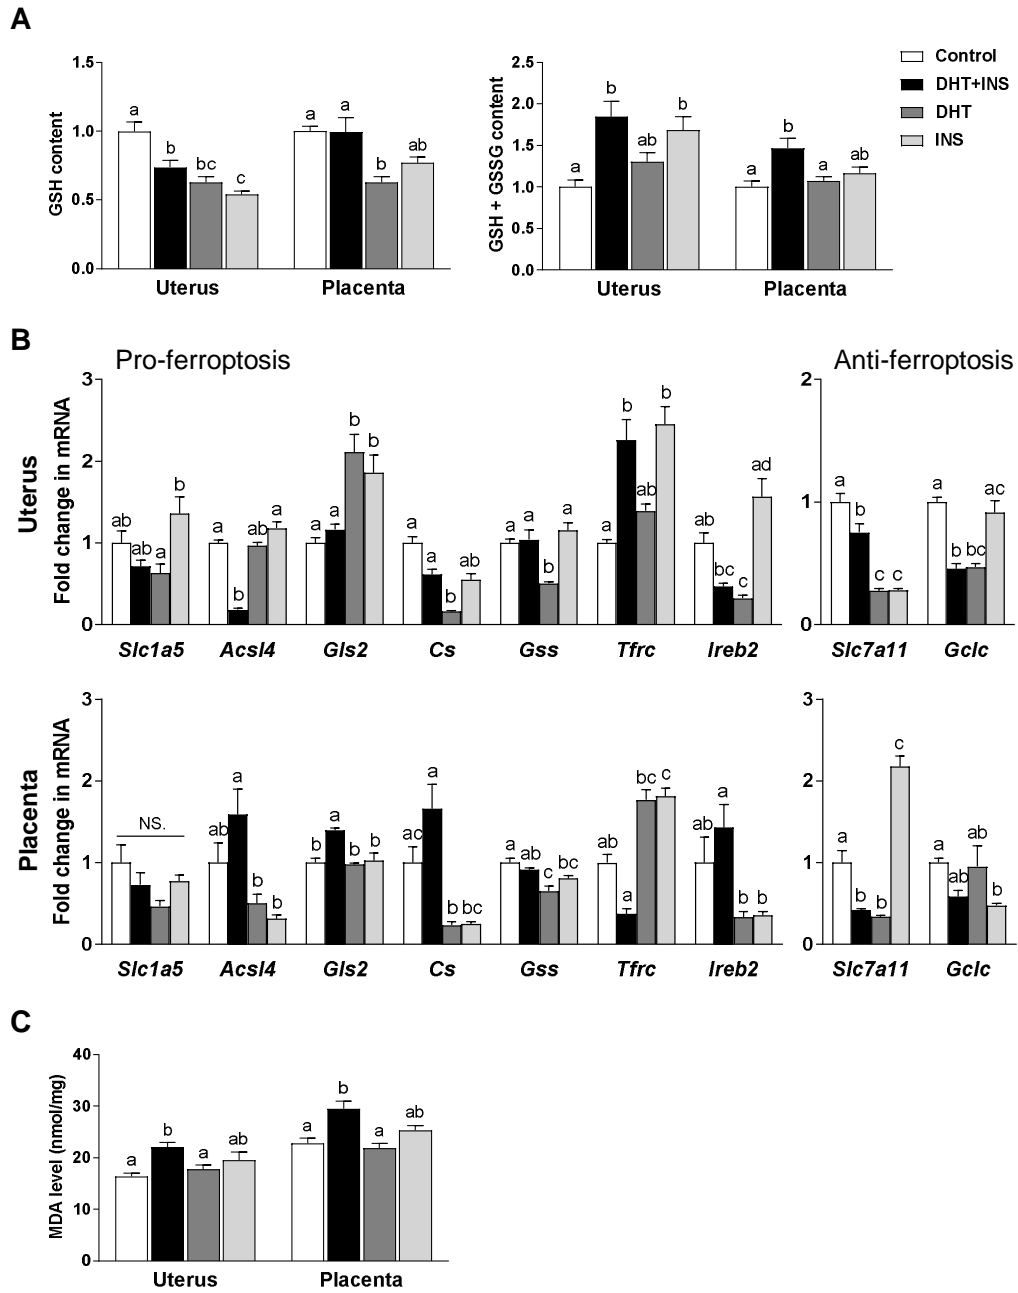 A
1.5
1.0
0.5
0.0
GSH content
a
b
bc
c
a
a
b
ab
Uterus
Placenta
2.5
2.0
1.5
1.0
0.5
0.0
GSH + GSSG content
a
b
ab
b
a
b
a
ab
Uterus
Placenta
Control
DHT+INS
DHT
INS
B
Pro-ferroptosis
Anti-ferroptosis
Uterus
Fold change in mRNA
3
2
1
0
ab
ab
a
b
a
b
ab
a
a
a
b
b
a
a
b
ab
a
a
b
a
a
b
ab
b
ab
bc
c
ad
Slc1a5
Acsl4
Gls2
Cs
Gss
Tfrc
Ireb2
2
1
0
a
b
c
c
a
b
bc
ac
Slc7a11
Gclc
Placenta
Fold change in mRNA
3
2
1
0
NS.
ab
a
b
b
b
a
b
b
ac
a
b
bc
a
ab
c
bc
ab
a
bc
c
ab
a
b
b
Slc1a5
Acsl4
Gls2
Cs
Gss
Tfrc
Ireb2
3
2
1
0
a
b
b
c
a
ab
ab
b
Slc7a11
Gclc
C
MDA level (nmol/mg)
40
30
20
10
0
a
b
a
ab
a
b
a
ab
Uterus
Placenta